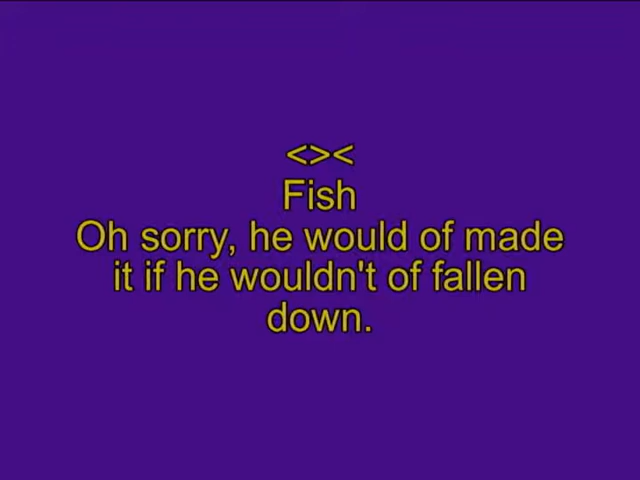 <><
Fish
Oh sorry, he would of made
it if he wouldn't of fallen
down.